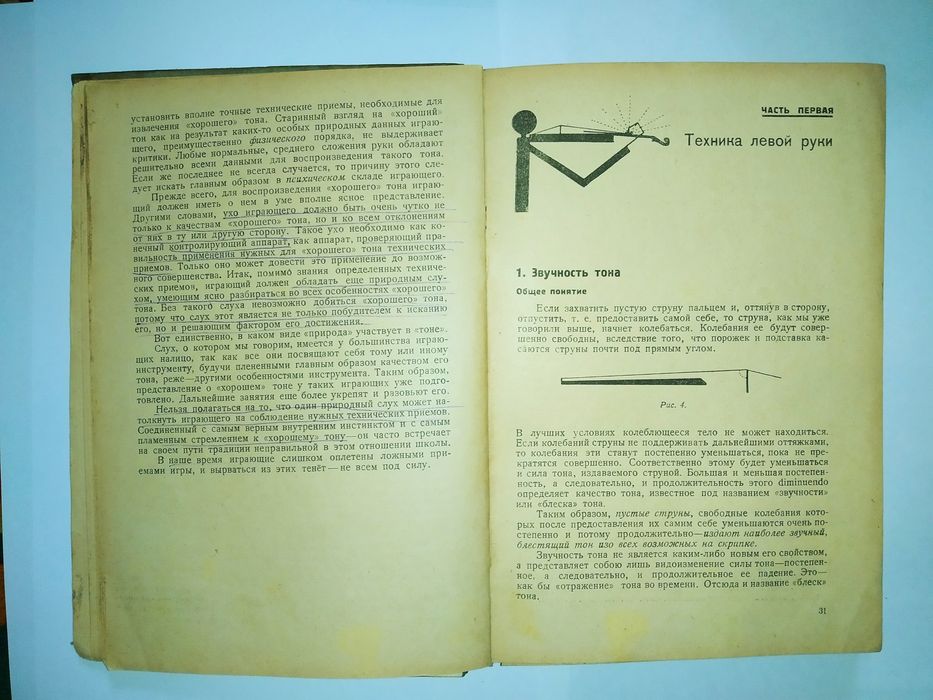 установить вполне точные технические приемы, необходимые для
извлечения «хорошего» тона. Старинный взгляд на «хороший»
тон как на результат каких-то особых природных данных играю-
щего, преимущественно физического порядка, не выдерживает
критики. Любые нормальные, среднего сложения руки обладают
решительно всеми данными для воспроизведения такого тона.
Если же последнее не всегда случается, то причину этого сле-
дует искать главным образом в психическом складе играющего.
Прежде всего, для воспроизведения «хорошего» тона играю-
щий должен иметь о нем в уме вполне ясное представление.
Другими словами, ухо играющего должно быть очень чутко не
только к качествам «хорошего» тона, но и ко всем отклонениям
от них в ту или другую сторону. Такое ухо необходимо как ко-
нечный контролирующий аппарат, как аппарат, проверяющий пра-
вильность применения нужных для «хорошего» тона технических
приемов. Только оно может довести это применение до возмож-
ного совершенства. Итак, помимо знания определенных техниче-
ских приемов, играющий должен обладать еще природным слу-
хом, умеющим ясно разбираться во всех особенностях «хорошего»
тона. Без такого слуха невозможно добиться «хорошего» тона,
потому что слух этот является не только побудителем к исканию
его, но и решающим фактором его достижения.
Вот единственно, в каком виде «природа» участвует в «тоне».
Слух, о котором мы говорим, имеется у большинства играю-
щих налицо, так как все они посвящают себя тому или иному
инструменту, будучи плененными главным образом качеством его
тона, реже—другими особенностями инструмента. Таким образом,
представление о «хорошем» тоне у таких играющих уже подго-
товлено. Дальнейшие занятия еще более укрепят и разовьют его.
Нельзя полагаться на то, что один природный слух может на-
толкнуть играющего на соблюдение нужных технических приемов.
Соединенный с самым верным внутренним инстинктом и с самым
пламенным стремлением к «хорошему» тону—он часто встречает
на своем пути традиции неправильной в этом отношении школы.
В наше время играющие слишком оплетены ложными при-
емами игры, и вырваться из этих тенёт—не всем под силу.
ЧАСТЬ ПЕРВАЯ
Техника левой руки
1. Звучность тона
Общее понятие
Если захватить пустую струну пальцем и, оттянув в сторону,
отпустить, т. е. предоставить самой себе, то струна, как мы уже
говорили выше, начнет колебаться. Колебания ее будут совер-
шенно свободны, вследствие того, что порожек и подставка ка-
саются струны почти под прямым углом.
Рис. 4.
В лучших условиях колеблющееся тело не может находиться.
Если колебаний струны не поддерживать дальнейшими оттяжками,
то колебания эти станут постепенно уменьшаться, пока не пре-
кратятся совершенно. Соответственно этому будет уменьшаться
и сила тона, издаваемого струной. Большая и меньшая постепен-
ность, а следовательно, и продолжительность этого diminuendo
определяет качество тона, известное под названием «звучности»
или «блеска» тона.
Таким образом, пустые струны, свободные колебания кото-
рых после предоставления их самим себе уменьшаются очень по-
степенно и потому продолжительно—издают наиболее звучный,
блестящий тон изо всех возможных на скрипке.
Звучность тона не является каким-либо новым его свойством,
а представляет собою лишь видоизменение силы тона—постепен-
ное, а следовательно, и продолжительное ее падение. Это—
как бы «отражение» тона во времени. Отсюда и название «блеск»
тона.
31